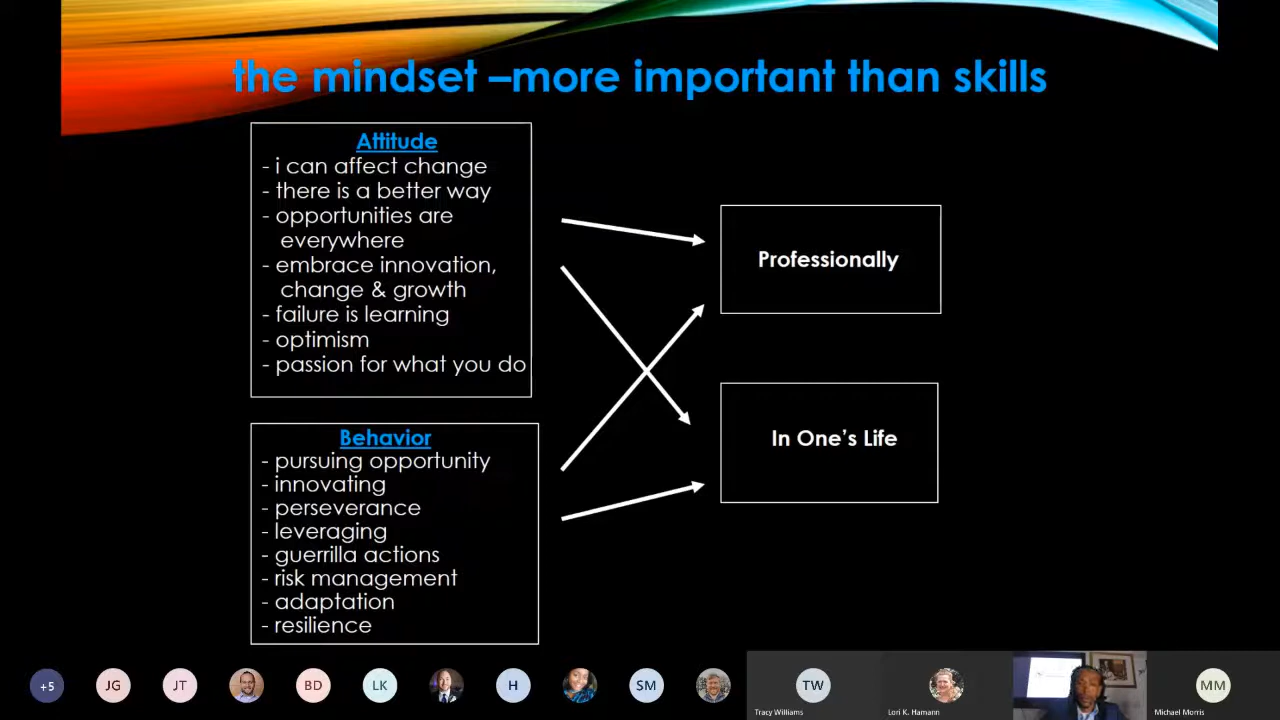 the mindset –more important than skills
Attitude
- i can affect change
- there is a better way
- opportunities are
everywhere
- embrace innovation,
change & growth
- failure is learning
- optimism
- passion for what you do
Professionally
In One's Life
Behavior
- pursuing opportunity
- innovating
- perseverance
- leveraging
- guerrilla actions
- risk management
- adaptation
- resilience
+5 JG JT BD LK H SM TW MM
Tracy Williams Lori K. Hamann Michael Morris